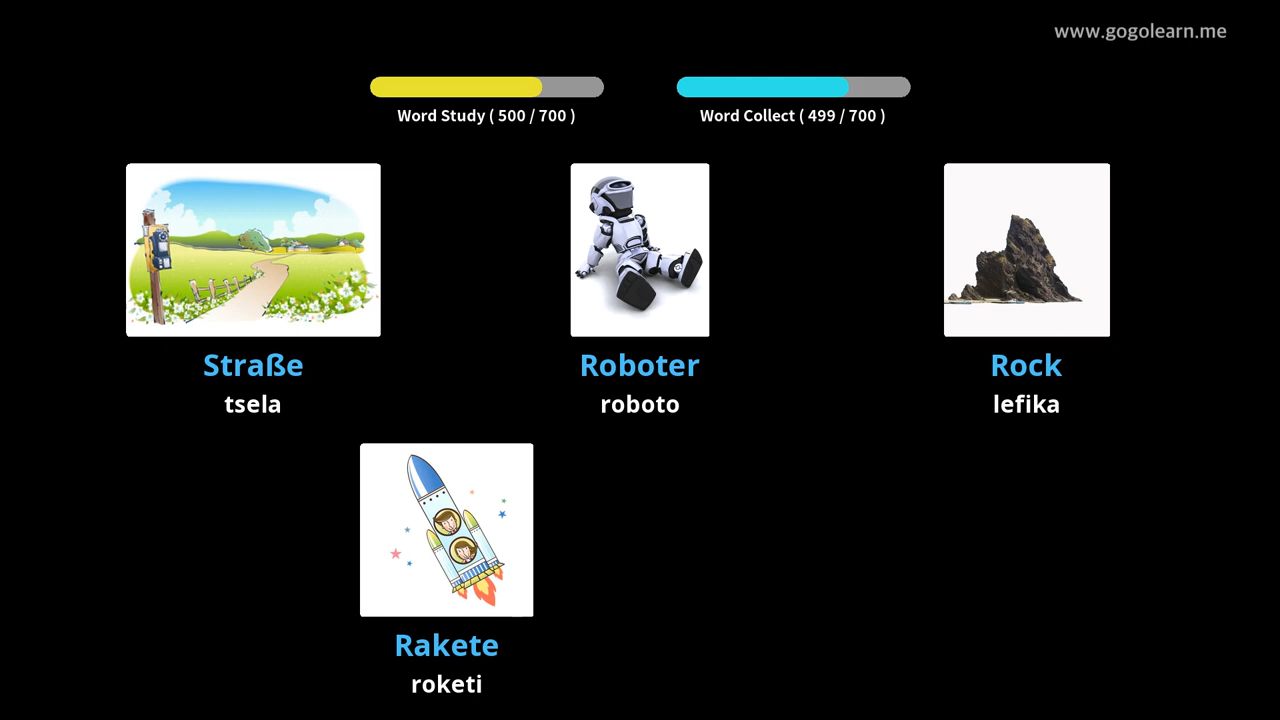 www.gogolearn.me
Word Study ( 500 / 700 )
Word Collect ( 499 / 700 )
Straße
tsela
Roboter
roboto
Rock
lefika
Rakete
roketi